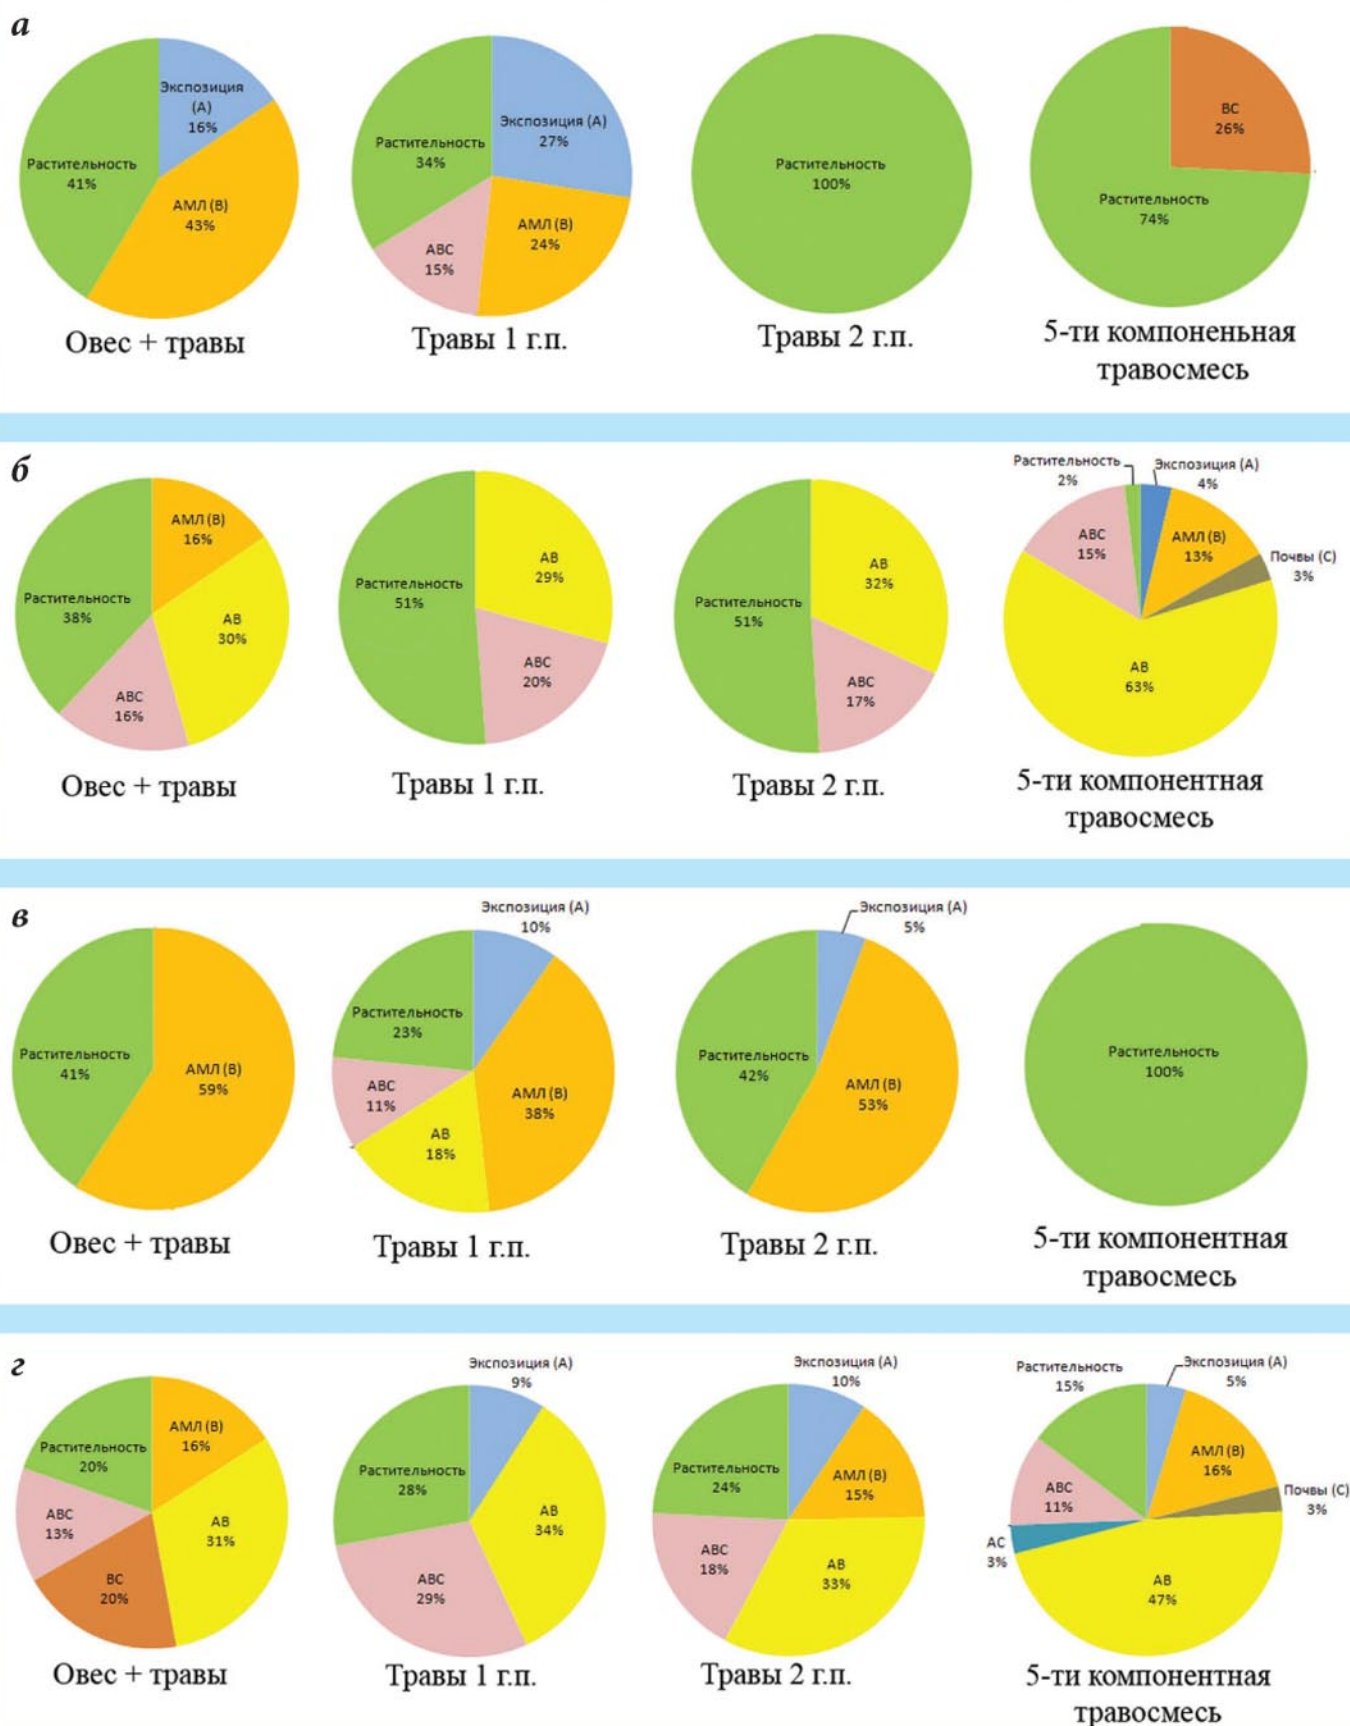 а
Экспозиция
(А)
16%
АМЛ (В)
43%
Растительность
41%
Овес + травы
Экспозиция (А)
27%
АМЛ (В)
24%
АВС
15%
Растительность
34%
Травы 1 г.п.
Растительность
100%
Травы 2 г.п.
ВС
26%
Растительность
74%
5-ти компоненьная
травосмесь
б
АМЛ (В)
16%
АВ
30%
АВС
16%
Растительность
38%
Овес + травы
АВ
29%
АВС
20%
Растительность
51%
Травы 1 г.п.
АВ
32%
АВС
17%
Растительность
51%
Травы 2 г.п.
Растительность
2%
Экспозиция (А)
4%
АМЛ (В)
13%
Почвы (С)
3%
АВ
63%
АВС
15%
5-ти компонентная
травосмесь
в
АМЛ (В)
59%
Растительность
41%
Овес + травы
Экспозиция (А)
10%
АМЛ (В)
38%
АВ
18%
АВС
11%
Растительность
23%
Травы 1 г.п.
Экспозиция (А)
5%
АМЛ (В)
53%
Растительность
42%
Травы 2 г.п.
Растительность
100%
5-ти компонентная
травосмесь
г
АМЛ (В)
16%
АВ
31%
ВС
20%
АВС
13%
Растительность
20%
Овес + травы
Экспозиция (А)
9%
АВ
34%
АВС
29%
Растительность
28%
Травы 1 г.п.
Экспозиция (А)
10%
АМЛ (В)
15%
АВ
33%
АВС
18%
Растительность
24%
Травы 2 г.п.
Растительность
15%
Экспозиция (А)
5%
АМЛ (В)
16%
Почвы (С)
3%
АВ
47%
АС
3%
АВС
11%
5-ти компонентная
травосмесь